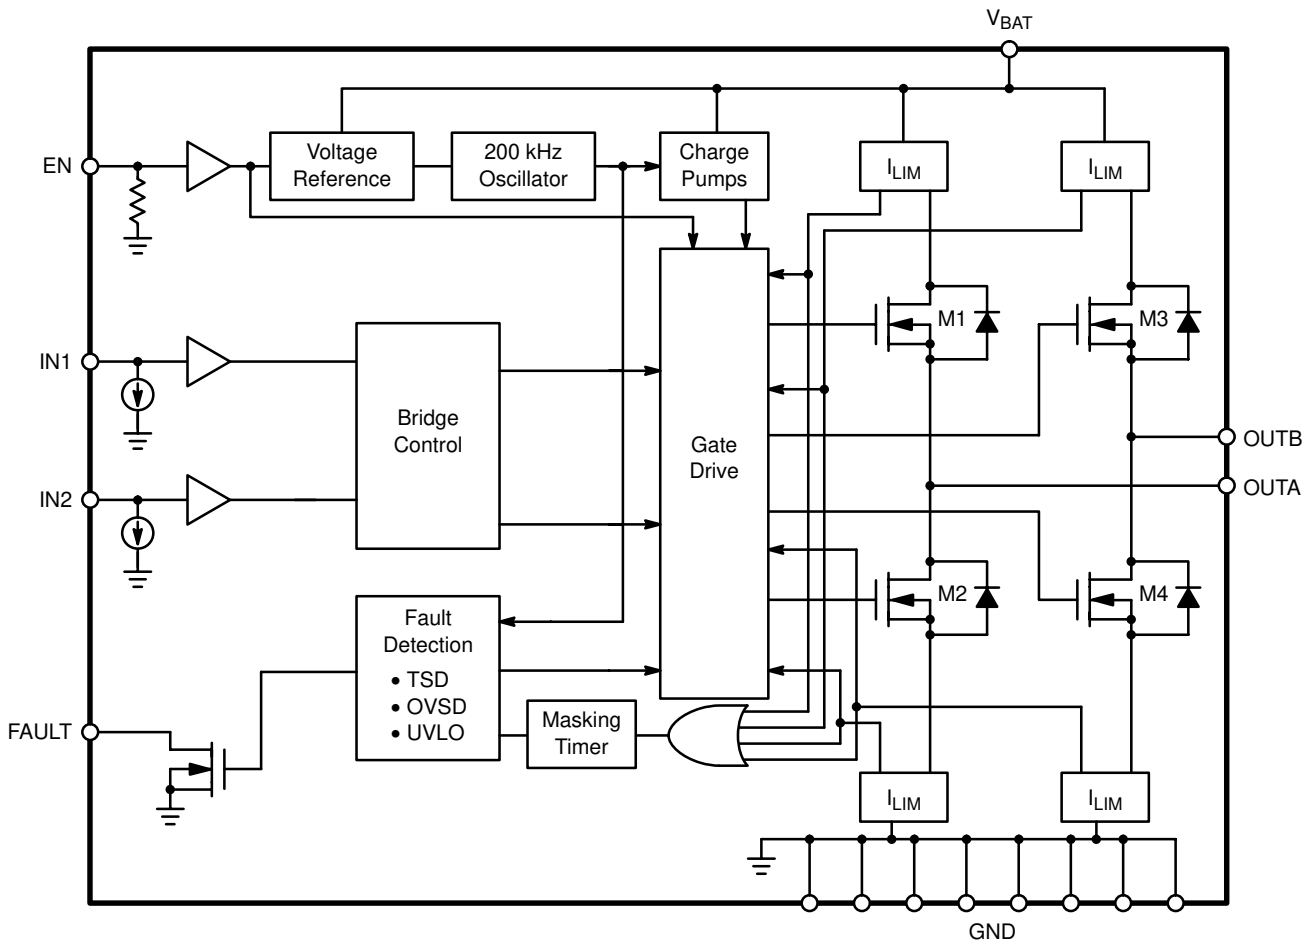 VBAT
EN
Voltage
Reference
200 kHz
Oscillator
Charge
Pumps
ILIM
ILIM
M1
M3
IN1
Bridge
Control
Gate
Drive
OUTB
OUTA
IN2
M2
M4
Fault
Detection
• TSD
• OVSD
• UVLO
FAULT
Masking
Timer
ILIM
ILIM
GND